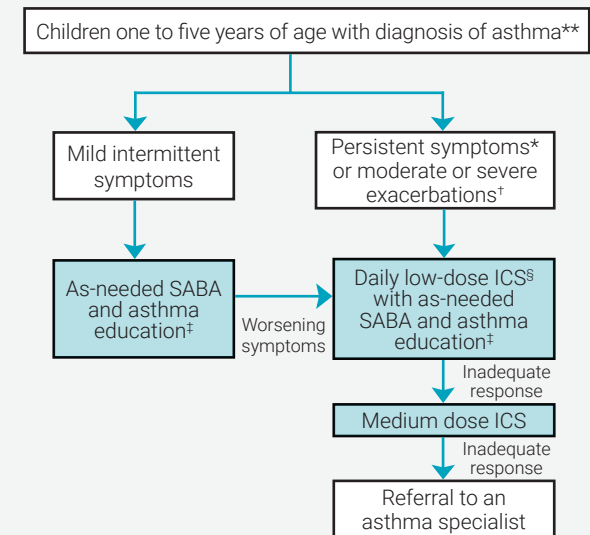 Children one to five years of age with diagnosis of asthma**
Mild intermittent
symptoms
Persistent symptoms*
or moderate or severe
exacerbations†
As-needed SABA
and asthma
education‡
Worsening
symptoms
Daily low-dose ICS§
with as-needed
SABA and asthma
education‡
Inadequate
response
Medium dose ICS
Inadequate
response
Referral to an
asthma specialist